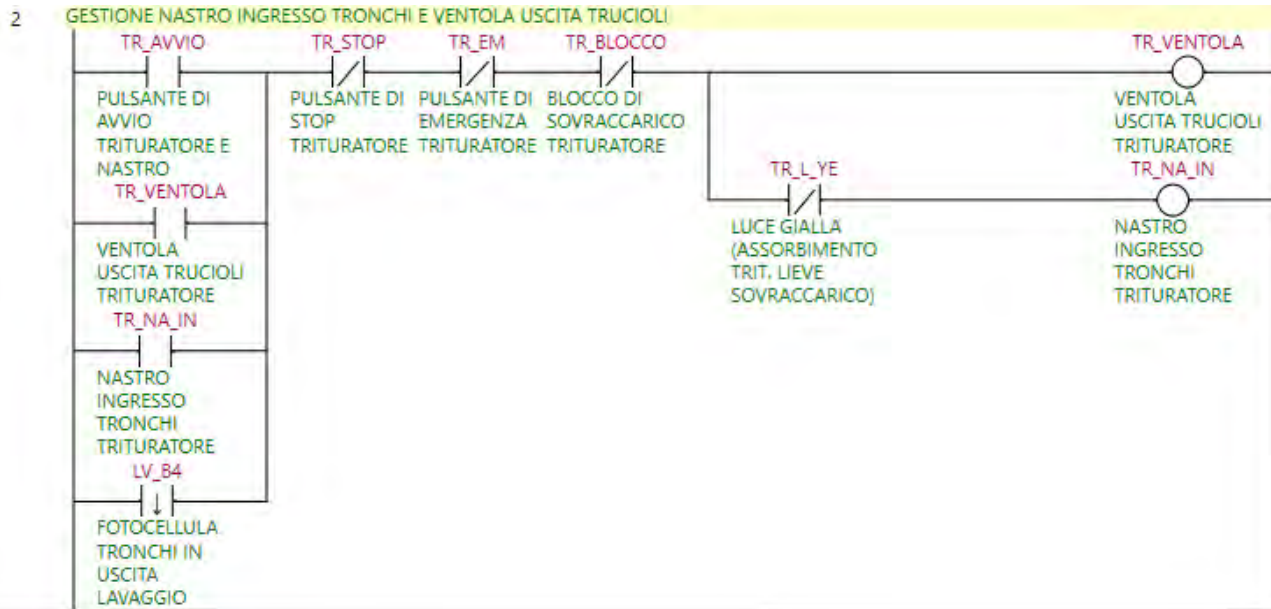 2
GESTIONE NASTRO INGRESSO TRONCHI E VENTOLA USCITA TRUCIOLI
TR_AVVIO
PULSANTE DI
AVVIO
TRITURATORE E
NASTRO
TR_STOP
PULSANTE DI
STOP
TRITURATORE
TR_EM
PULSANTE DI
EMERGENZA
TRITURATORE
TR_BLOCCO
BLOCCO DI
SOVRACCARICO
TRITURATORE
TR_VENTOLA
VENTOLA
USCITA TRUCIOLI
TRITURATORE
TR_VENTOLA
VENTOLA
USCITA TRUCIOLI
TRITURATORE
TR_L_YE
LUCE GIALLA
(ASSORBIMENTO
TRIT. LIEVE
SOVRACCARICO)
TR_NA_IN
NASTRO
INGRESSO
TRONCHI
TRITURATORE
TR_NA_IN
NASTRO
INGRESSO
TRONCHI
TRITURATORE
LV_B4
FOTOCELLULA
TRONCHI IN
USCITA
LAVAGGIO